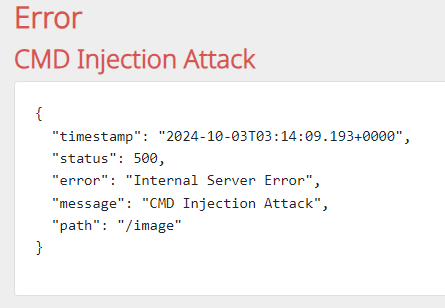 Error
CMD Injection Attack
{
"timestamp": "2024-10-03T03:14:09.193+0000",
"status": 500,
"error": "Internal Server Error",
"message": "CMD Injection Attack",
"path": "/image"
}